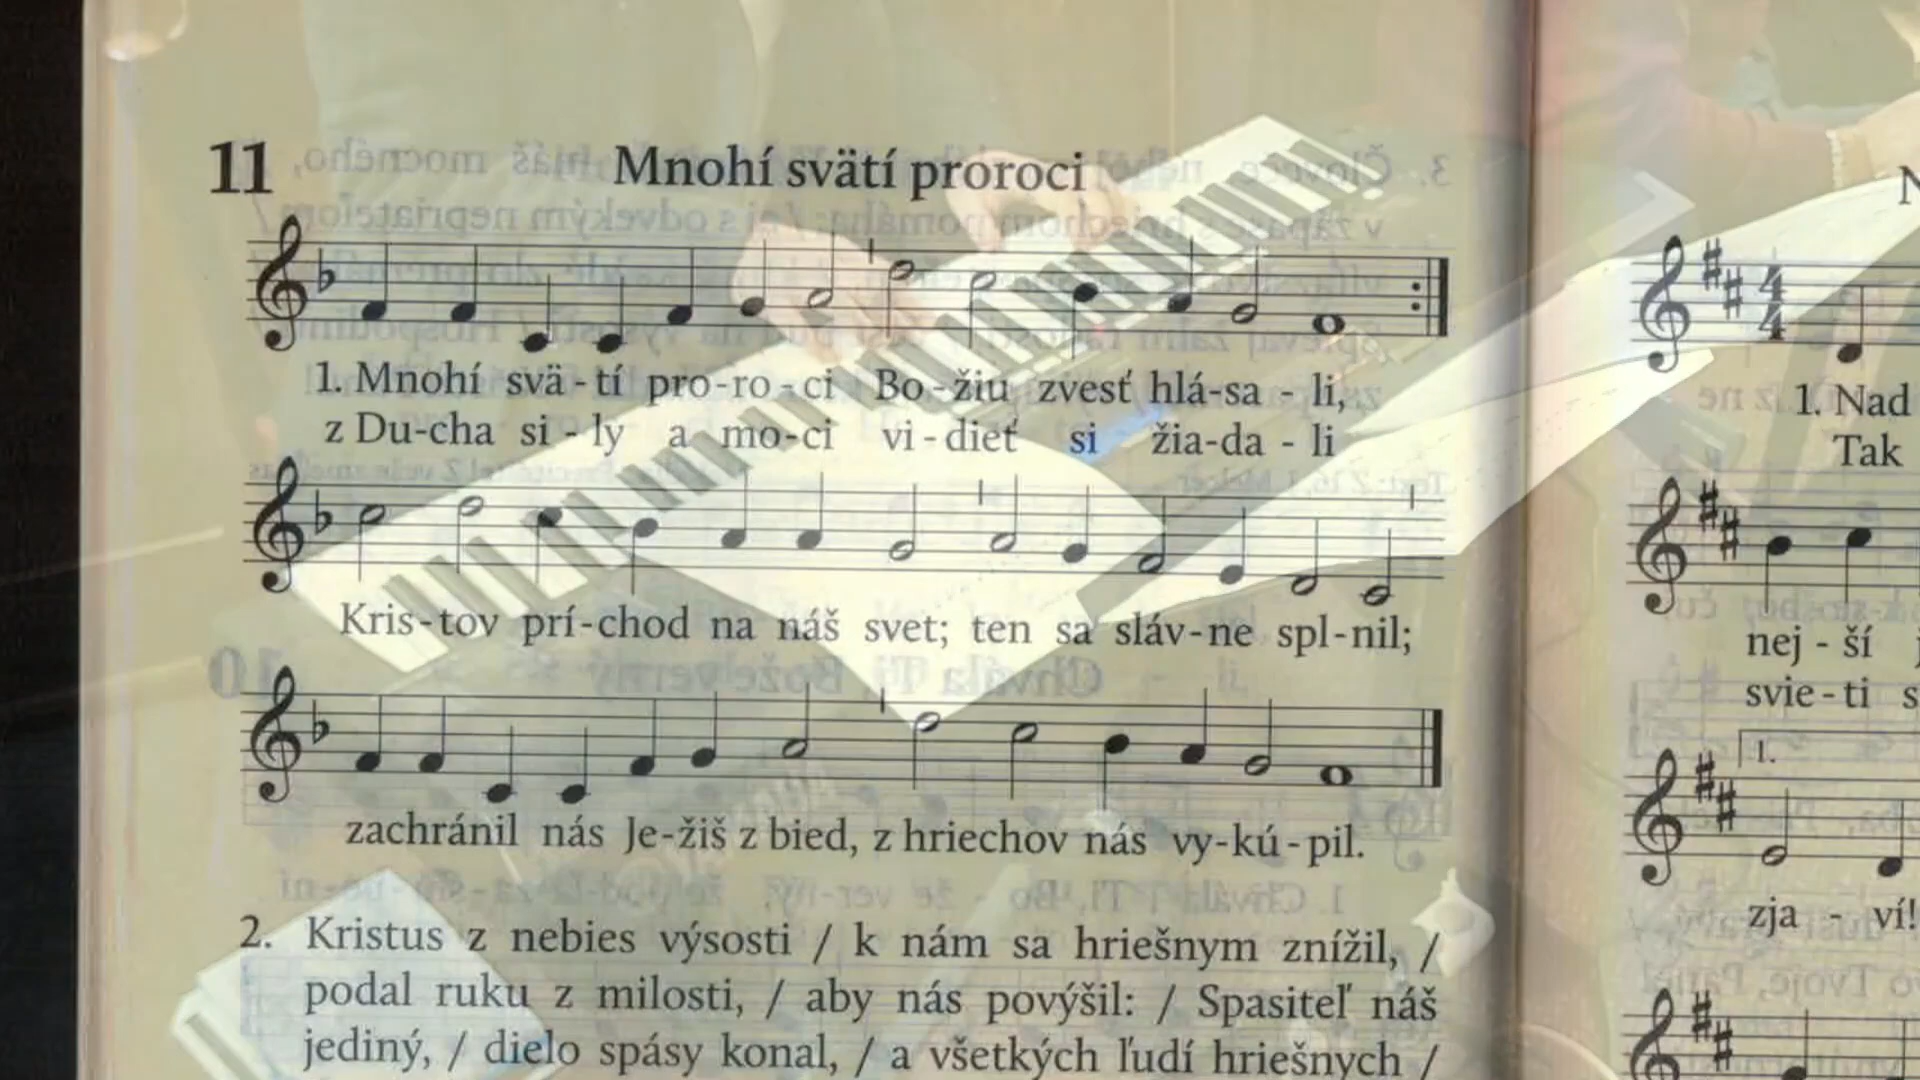 11 Mnohí svätí proroci
1. Mnohí svä - tí pro - ro - ci Bo - žiu zvesť hlá - sa - li,
z Du - cha si - ly a mo - ci vi - dieť si žia - da - li
Kris - tov prí - chod na náš svet; ten sa sláv - ne spl - nil;
zachránil nás Je - žiš z bied, z hriechov nás vy - kú - pil.
2. Kristus z nebies výsosti / k nám sa hriešnym znížil, /
podal ruku z milosti, / aby nás povýšil: / Spasiteľ náš
jediný, / dielo spásy konal, / a všetkých ľudí hriešnych /
4
4
1. Nad
Tak
nej - ší
svie - ti s
1.
zja - ví!